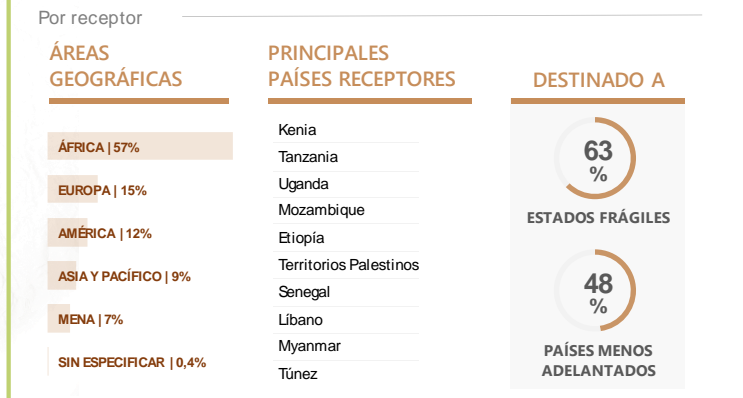 Por receptor
ÁREAS
GEOGRÁFICAS
ÁFRICA | 57%
EUROPA | 15%
AMÉRICA | 12%
ASIA Y PACÍFICO | 9%
MENA | 7%
SIN ESPECIFICAR | 0,4%
PRINCIPALES
PAÍSES RECEPTORES
Kenia
Tanzania
Uganda
Mozambique
Etiopía
Territorios Palestinos
Senegal
Líbano
Myanmar
Túnez
DESTINADO A
63
%
ESTADOS FRÁGILES
48
%
PAÍSES MENOS
ADELANTADOS